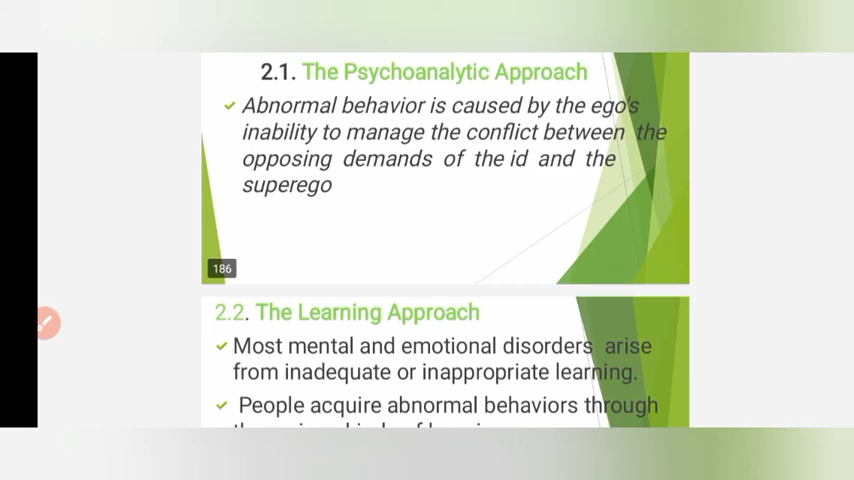 2.1. The Psychoanalytic Approach
Abnormal behavior is caused by the ego's
inability to manage the conflict between the
opposing demands of the id and the
superego
186
2.2. The Learning Approach
Most mental and emotional disorders arise
from inadequate or inappropriate learning.
People acquire abnormal behaviors through